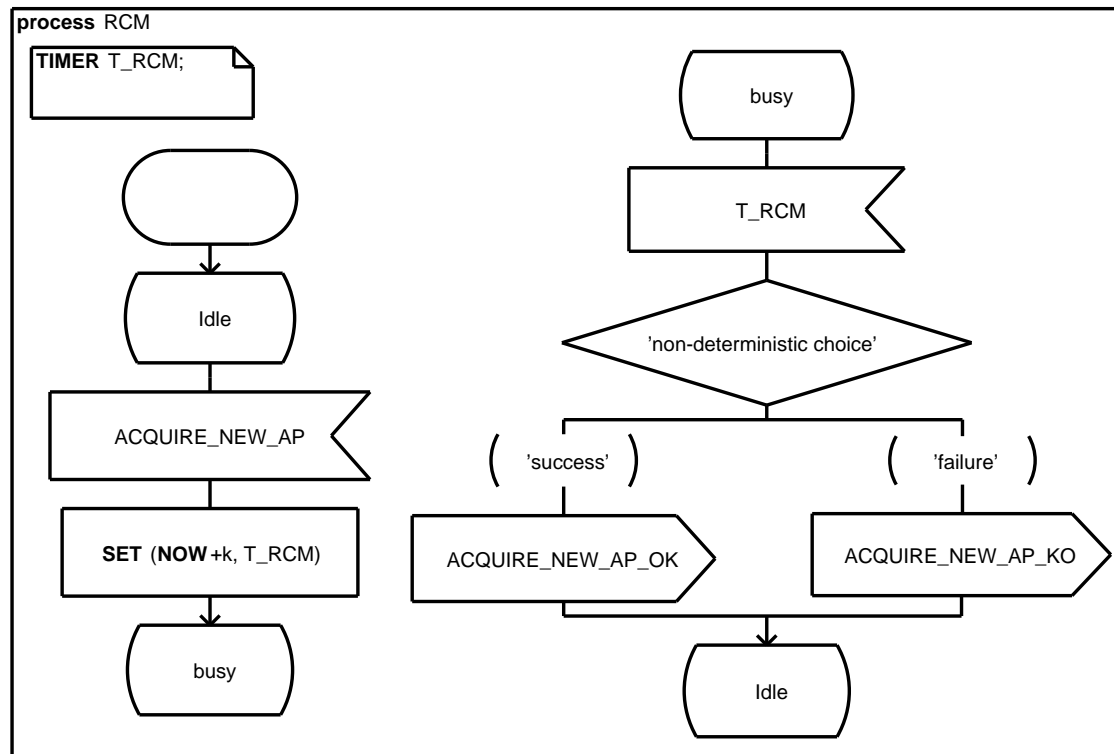 process RCM
TIMER T_RCM;
Idle
ACQUIRE_NEW_AP
SET (NOW +k, T_RCM)
busy
busy
T_RCM
’non-deterministic choice’
( ’success’ )
( ’failure’ )
ACQUIRE_NEW_AP_OK
ACQUIRE_NEW_AP_KO
Idle